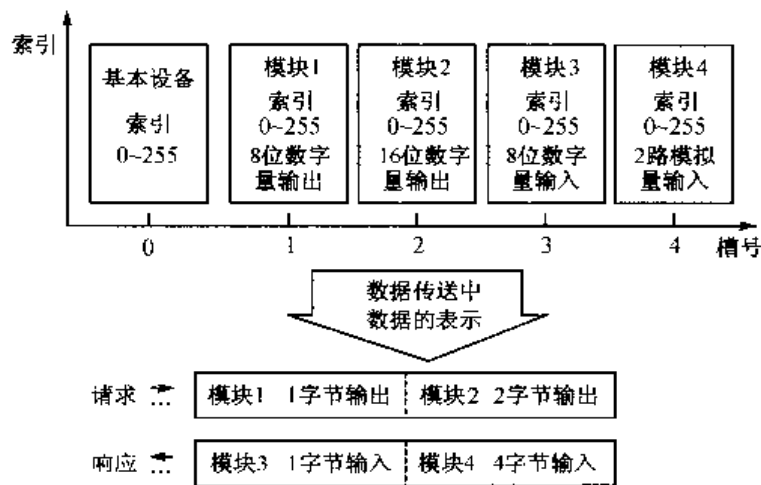 索引
基本设备
索引
0~255
模块1
索引
0~255
8位数字
量输出
模块2
索引
0~255
16位数字
量输出
模块3
索引
0~255
8位数字
量输入
模块4
索引
0~255
2路模拟
量输入
0 1 2 3 4 槽号
数据传送中
数据的表示
请求 ... 模块1 1字节输出 模块2 2字节输出
响应 ... 模块3 1字节输入 模块4 4字节输入